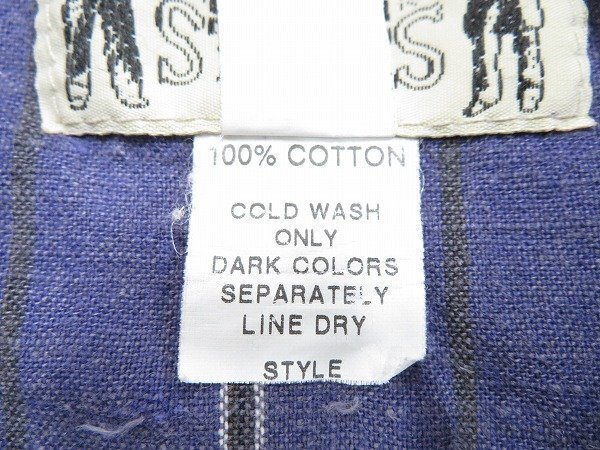 100% COTTON
COLD WASH
ONLY
DARK COLORS
SEPARATELY
LINE DRY
STYLE